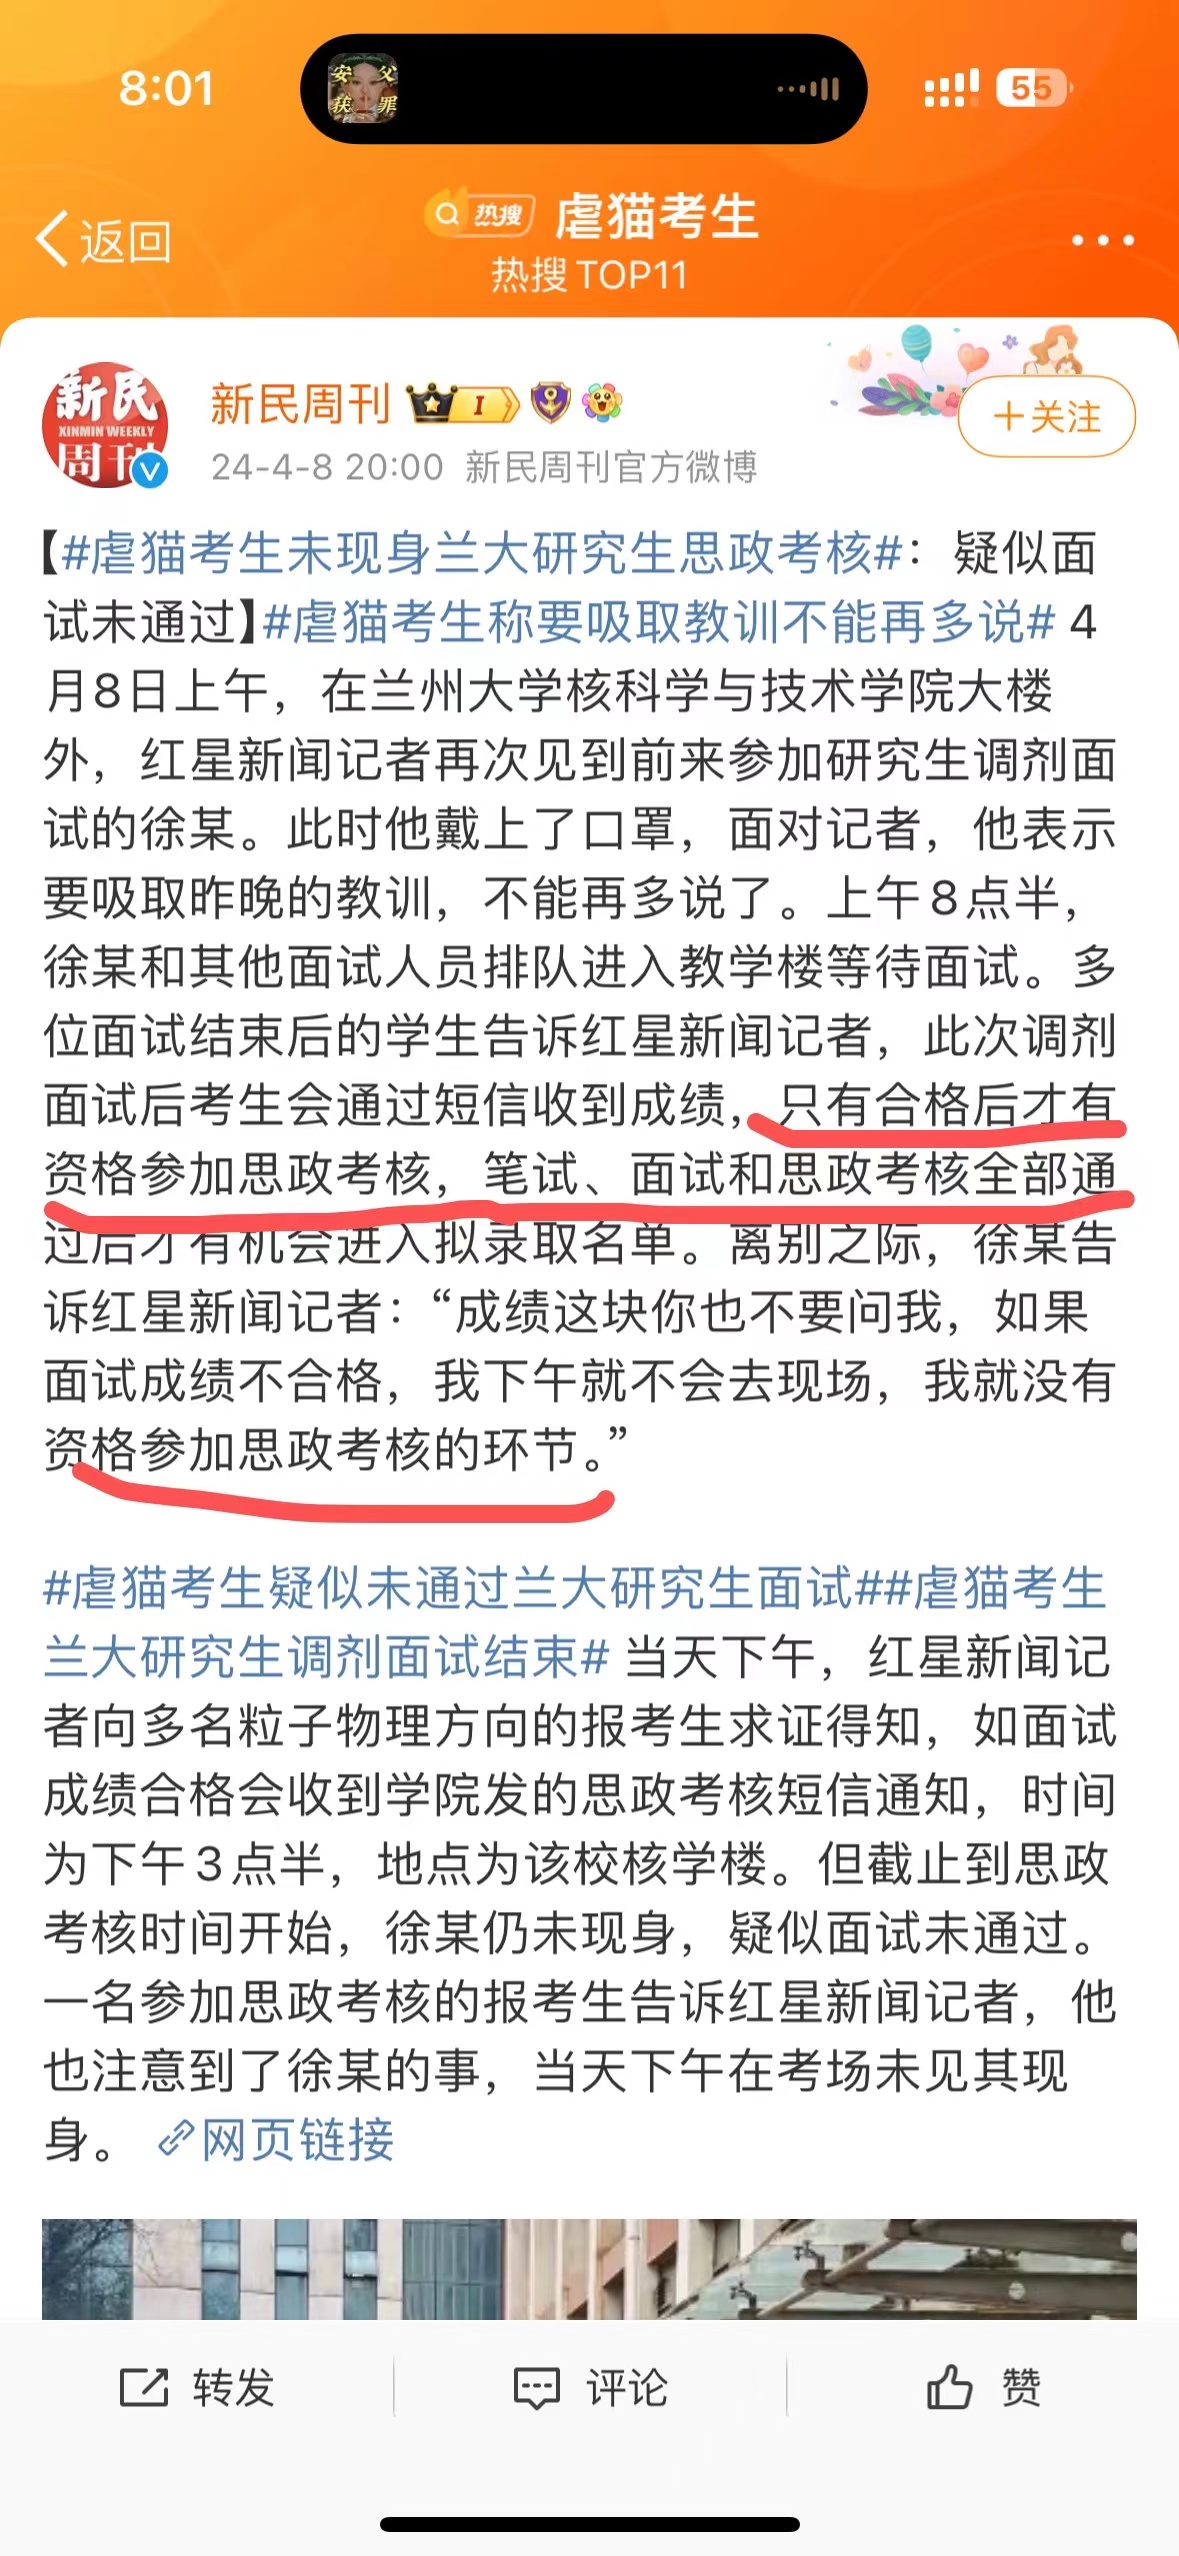 8:01
安 父
获 罪
55
返回
热搜 虐猫考生
热搜 TOP11
新民
XINMIN WEEKLY
周刊
新民周刊
I
+关注
24-4-8 20:00 新民周刊官方微博
【#虐猫考生未现身兰大研究生思政考核#：疑似面
试未通过】#虐猫考生称要吸取教训不能再多说# 4
月8日上午，在兰州大学核科学与技术学院大楼
外，红星新闻记者再次见到前来参加研究生调剂面
试的徐某。此时他戴上了口罩，面对记者，他表示
要吸取昨晚的教训，不能再多说了。上午8点半，
徐某和其他面试人员排队进入教学楼等待面试。多
位面试结束后的学生告诉红星新闻记者，此次调剂
面试后考生会通过短信收到成绩，只有合格后才有
资格参加思政考核，笔试、面试和思政考核全部通
过后才有机会进入拟录取名单。离别之际，徐某告
诉红星新闻记者：“成绩这块你也不要问我，如果
面试成绩不合格，我下午就不会去现场，我就没有
资格参加思政考核的环节。”
#虐猫考生疑似未通过兰大研究生面试##虐猫考生
兰大研究生调剂面试结束# 当天下午，红星新闻记
者向多名粒子物理方向的报考生求证得知，如面试
成绩合格会收到学院发的思政考核短信通知，时间
为下午3点半，地点为该校核学楼。但截止到思政
考核时间开始，徐某仍未现身，疑似面试未通过。
一名参加思政考核的报考生告诉红星新闻记者，他
也注意到了徐某的事，当天下午在考场未见其现
身。 网页链接
转发
评论
赞